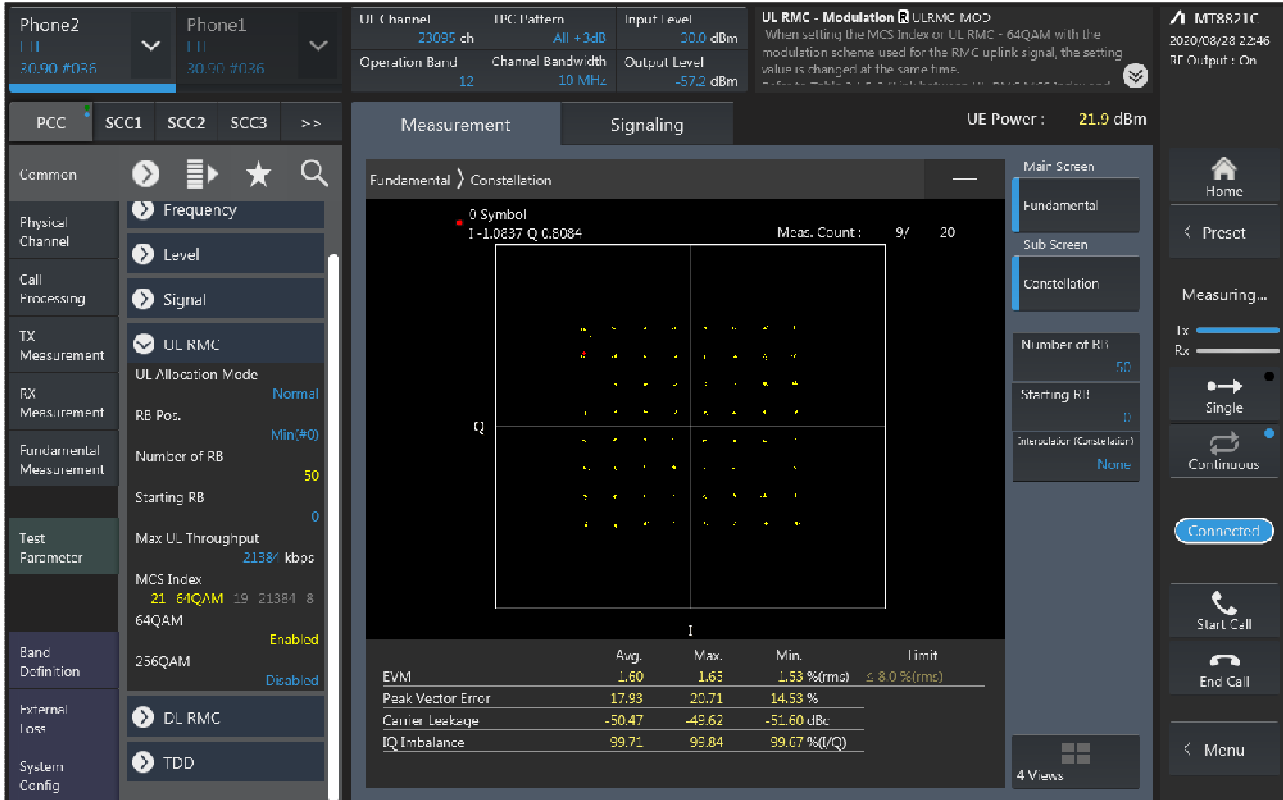 Phone2
LTE
30.90 #036
Phone1
LTE
30.90 #036
UL Channel
23095 ch
TPC Pattern
All +3dB
Input Level
30.0 dBm
Operation Band
12
Channel Bandwidth
10 MHz
Output Level
-57.2 dBm
UL RMC - Modulation R ULRMC_MOD
When setting the MCS Index or UL RMC - 64QAM with the
modulation scheme used for the RMC uplink signal, the setting
value is changed at the same time.
MT8821C
2020/08/28 22:46
RF Output : On
PCC
SCC1
SCC2
SCC3
>>
Measurement
Signaling
UE Power : 21.9 dBm
Common
Physical
Channel
Call
Processing
TX
Measurement
RX
Measurement
Fundamental
Measurement
Test
Parameter
Band
Definition
External
Loss
System
Config
Frequency
Level
Signal
UL RMC
UL Allocation Mode
Normal
RB Pos.
Min(#0)
Number of RB
50
Starting RB
0
Max UL Throughput
21384 kbps
MCS Index
21 64QAM 19 21384 8
64QAM
Enabled
256QAM
Disabled
DL RMC
TDD
Fundamental > Constellation
0 Symbol
I -1.0837 Q 0.8084
Meas. Count : 9/ 20
Q
I
Avg. Max. Min. Limit
EVM 1.60 1.65 1.53 %(rms) ≤ 8.0 %(rms)
Peak Vector Error 17.93 20.71 14.53 %
Carrier Leakage -50.47 -49.62 -51.60 dBc
IQ Imbalance 99.71 99.84 99.67 %(I/Q)
Main Screen
Fundamental
Sub Screen
Constellation
Number of RB
50
Starting RB
0
Interpolation (Constellation)
None
4 Views
Home
< Preset
Measuring...
Tx
Rx
Single
Continuous
Connected
Start Call
End Call
< Menu